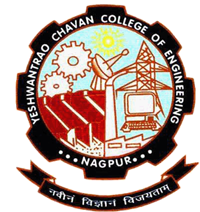 YESHWANTRAO CHAVAN COLLEGE OF ENGINEERING
...NAGPUR...
नवीनं विज्ञानं विजयताम्